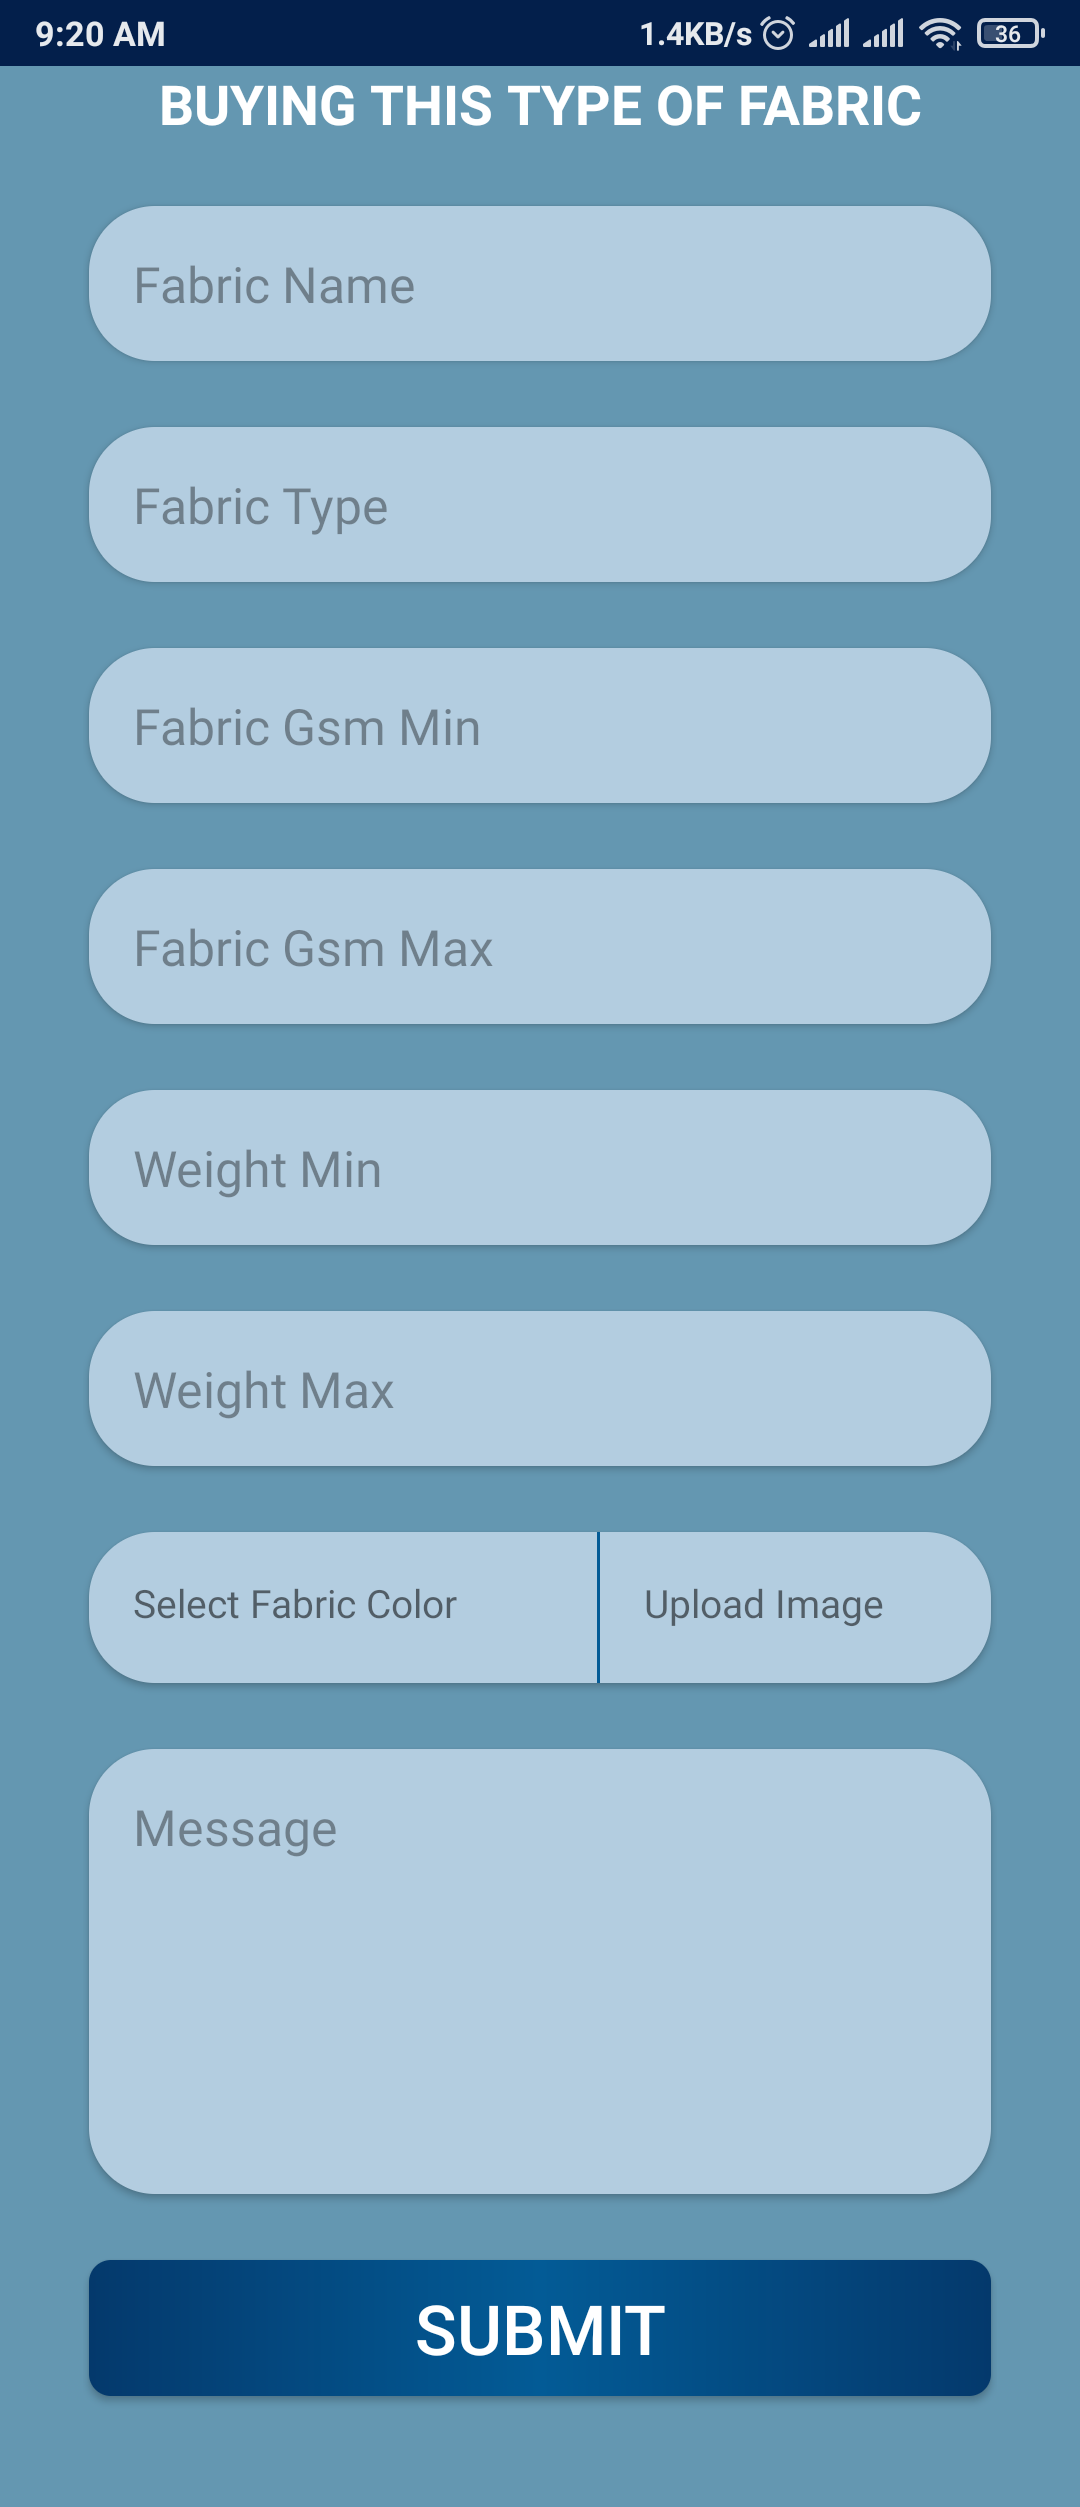 9:20 AM 1.4KB/s 36
BUYING THIS TYPE OF FABRIC
Fabric Name
Fabric Type
Fabric Gsm Min
Fabric Gsm Max
Weight Min
Weight Max
Select Fabric Color Upload Image
Message
SUBMIT